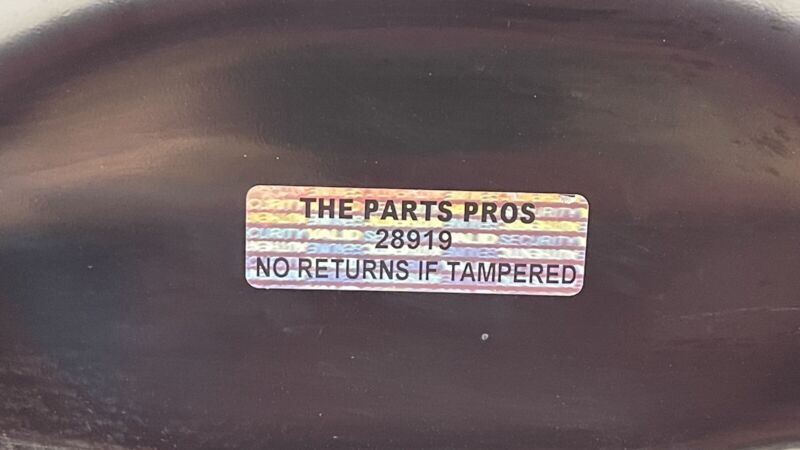 THE PARTS PROS
28919
NO RETURNS IF TAMPERED